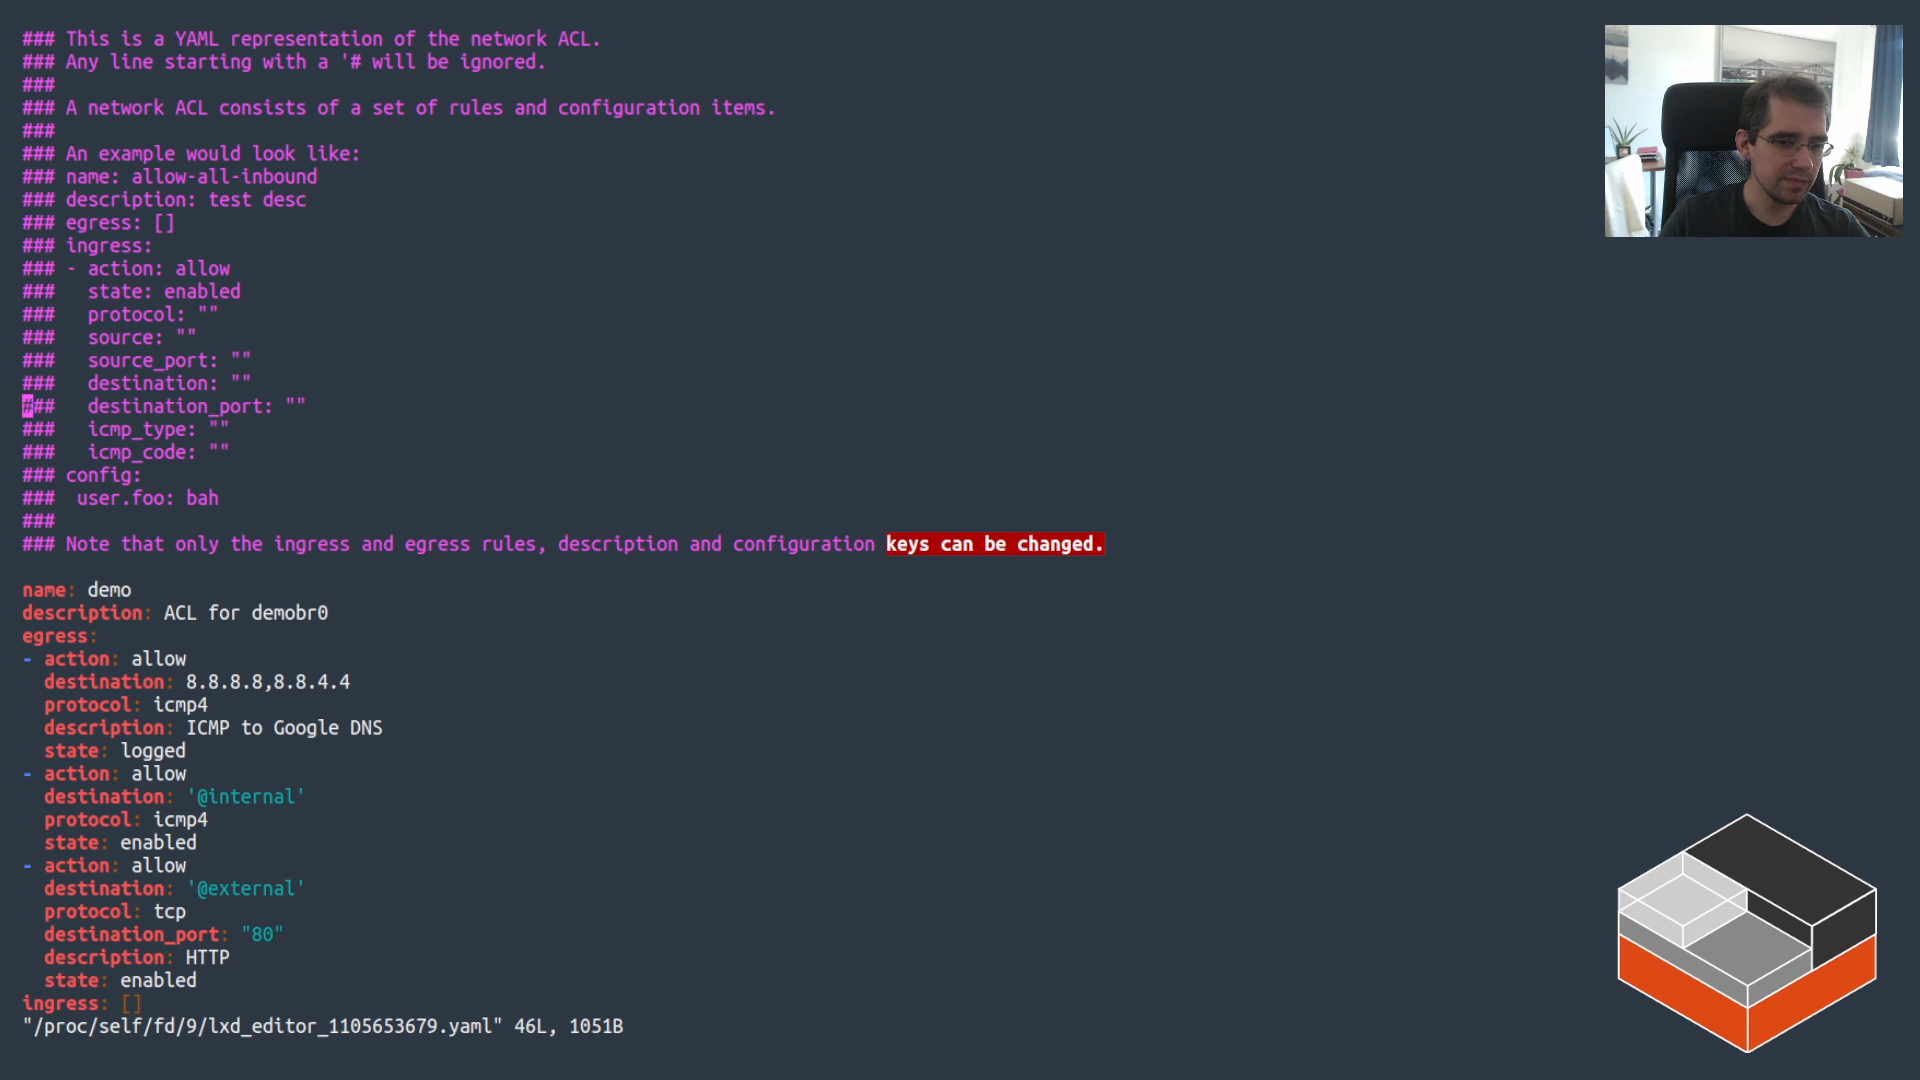 ### This is a YAML representation of the network ACL.
### Any line starting with a '# will be ignored.
###
### A network ACL consists of a set of rules and configuration items.
###
### An example would look like:
### name: allow-all-inbound
### description: test desc
### egress: []
### ingress:
### - action: allow
###   state: enabled
###   protocol: ""
###   source: ""
###   source_port: ""
###   destination: ""
###   destination_port: ""
###   icmp_type: ""
###   icmp_code: ""
### config:
###  user.foo: bah
###
### Note that only the ingress and egress rules, description and configuration keys can be changed.
name: demo
description: ACL for demobr0
egress:
- action: allow
  destination: 8.8.8.8,8.8.4.4
  protocol: icmp4
  description: ICMP to Google DNS
  state: logged
- action: allow
  destination: '@internal'
  protocol: icmp4
  state: enabled
- action: allow
  destination: '@external'
  protocol: tcp
  destination_port: "80"
  description: HTTP
  state: enabled
ingress: []
"/proc/self/fd/9/lxd_editor_1105653679.yaml" 46L, 1051B